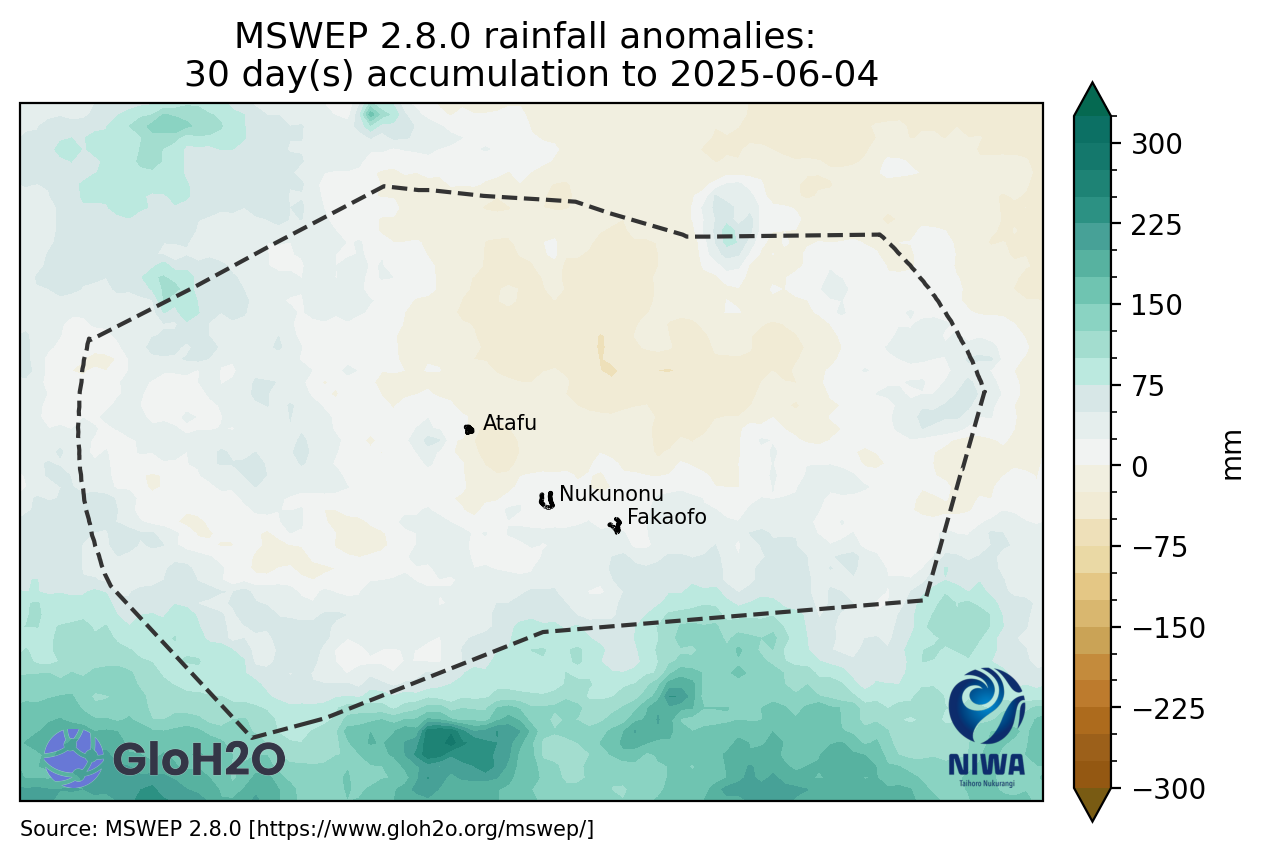 MSWEP 2.8.0 rainfall anomalies:
30 day(s) accumulation to 2025-06-04
300
225
150
75
0
−75
−150
−225
−300
mm
Atafu
Nukunonu
Fakaofo
GloH2O
NIWA
Taihoro Nukurangi
Source: MSWEP 2.8.0 [https://www.gloh2o.org/mswep/]